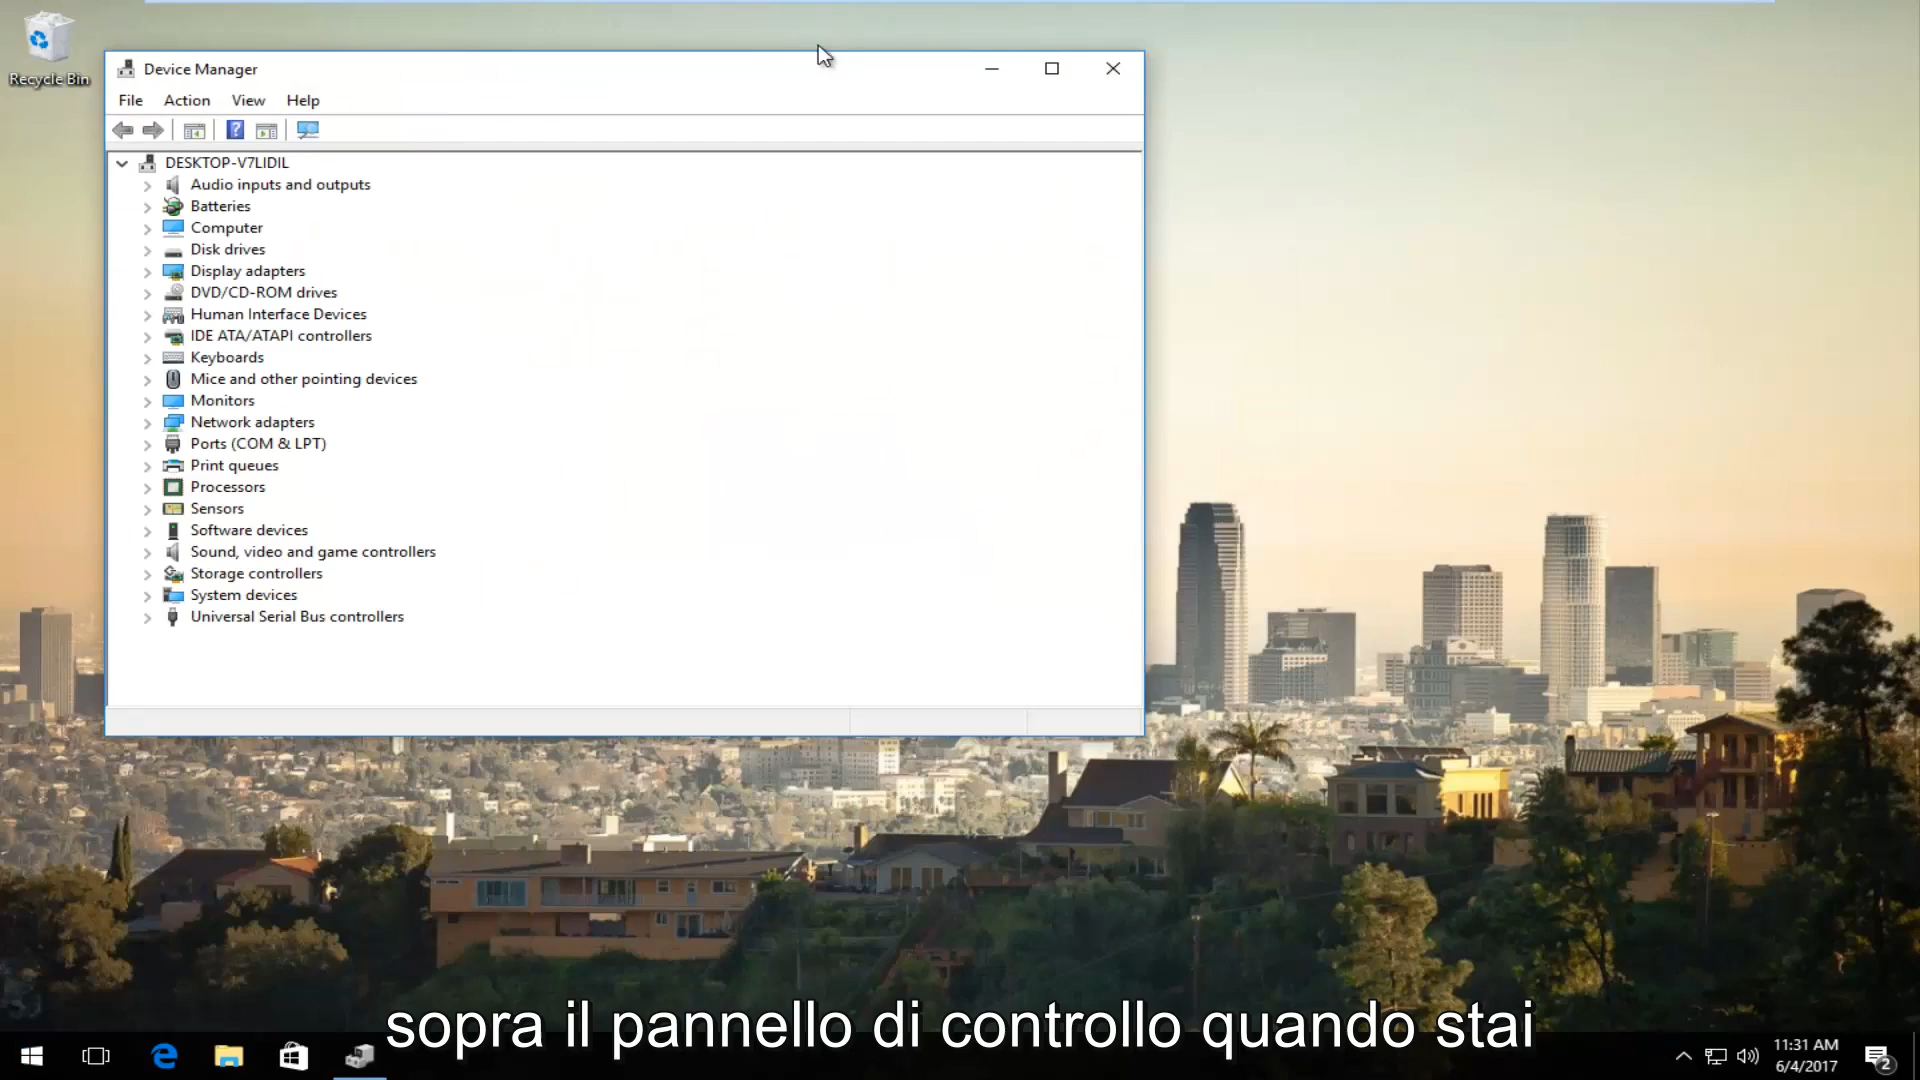 Recycle Bin
Device Manager
File Action View Help
DESKTOP-V7LIDIL
Audio inputs and outputs
Batteries
Computer
Disk drives
Display adapters
DVD/CD-ROM drives
Human Interface Devices
IDE ATA/ATAPI controllers
Keyboards
Mice and other pointing devices
Monitors
Network adapters
Ports (COM & LPT)
Print queues
Processors
Sensors
Software devices
Sound, video and game controllers
Storage controllers
System devices
Universal Serial Bus controllers
sopra il pannello di controllo quando stai
11:31 AM
6/4/2017
2